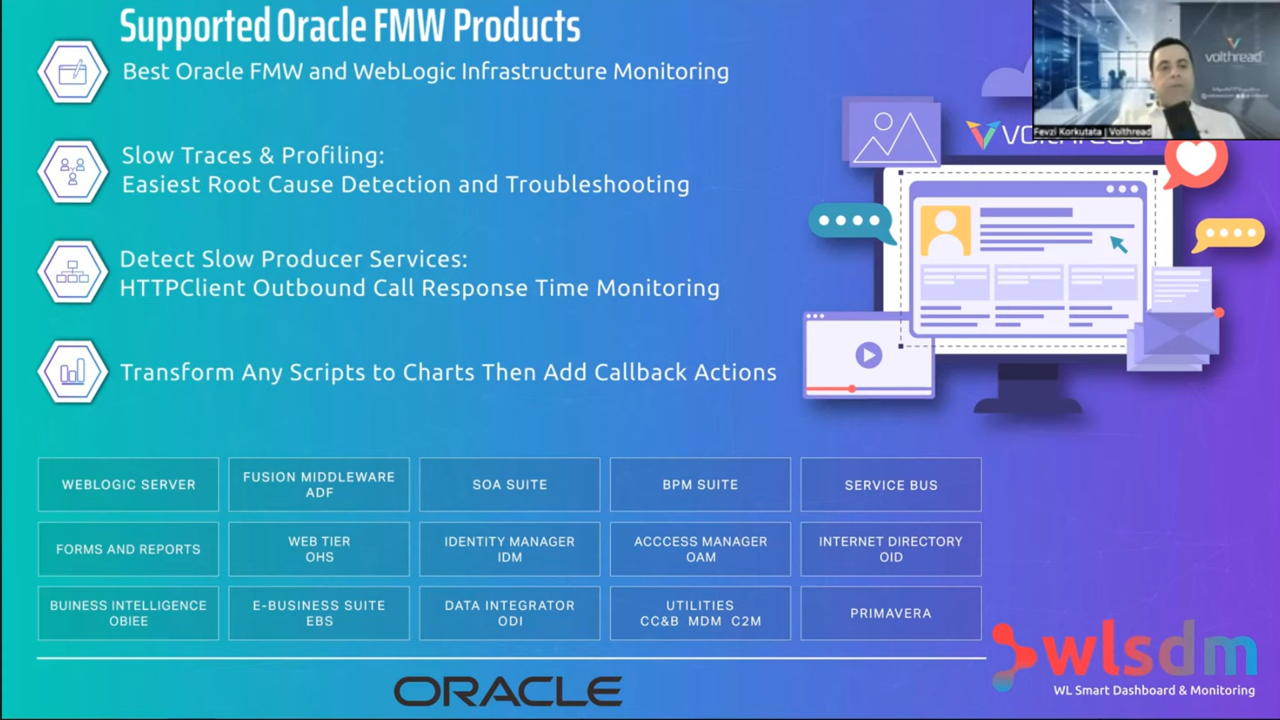 Supported Oracle FMW Products
Best Oracle FMW and WebLogic Infrastructure Monitoring
Slow Traces & Profiling:
Easiest Root Cause Detection and Troubleshooting
Detect Slow Producer Services:
HTTPClient Outbound Call Response Time Monitoring
Transform Any Scripts to Charts Then Add Callback Actions
volthread
Fevzi Korkutata | Volthread
WEBLOGIC SERVER
FUSION MIDDLEWARE
ADF
SOA SUITE
BPM SUITE
SERVICE BUS
FORMS AND REPORTS
WEB TIER
OHS
IDENTITY MANAGER
IDM
ACCCESS MANAGER
OAM
INTERNET DIRECTORY
OID
BUINESS INTELLIGENCE
OBIEE
E-BUSINESS SUITE
EBS
DATA INTEGRATOR
ODI
UTILITIES
CC&B MDM C2M
PRIMAVERA
ORACLE
wlsdm
WL Smart Dashboard & Monitoring